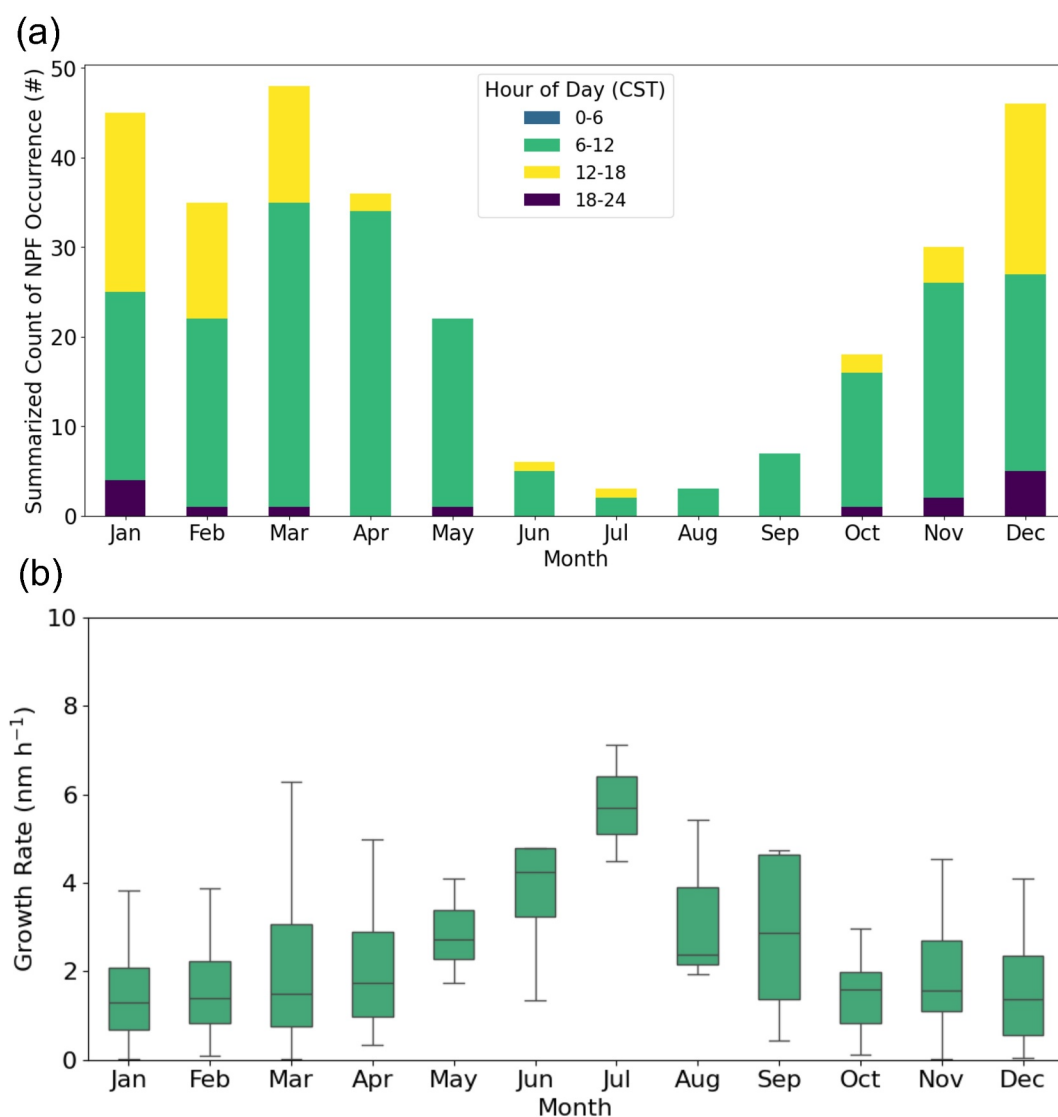 (a)
Summarized Count of NPF Occurrence (#)
50
40
30
20
10
0
Hour of Day (CST)
0-6
6-12
12-18
18-24
Jan Feb Mar Apr May Jun Jul Aug Sep Oct Nov Dec
Month
(b)
Growth Rate (nm h⁻¹)
10
8
6
4
2
0
Jan Feb Mar Apr May Jun Jul Aug Sep Oct Nov Dec
Month